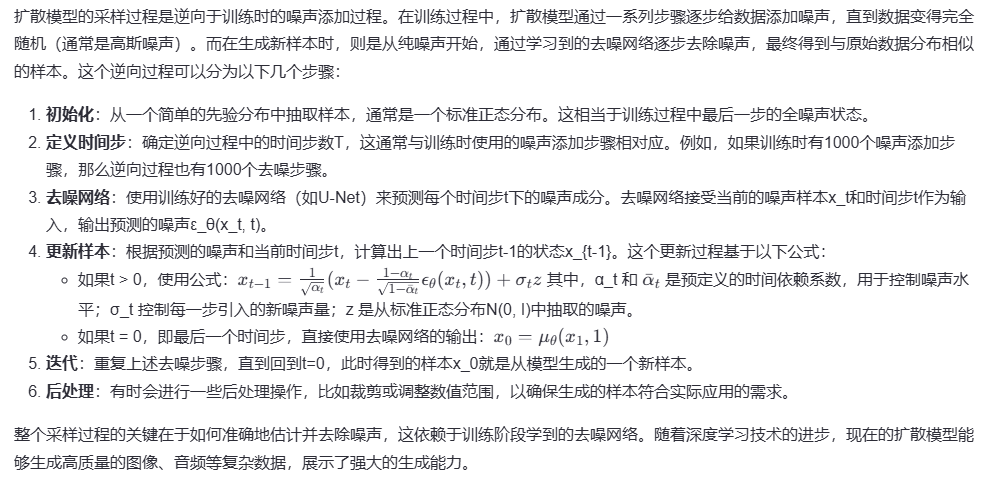 扩散模型的采样过程是逆向于训练时的噪声添加过程。在训练过程中，扩散模型通过一系列步骤逐步给数据添加噪声，直到数据变得完全
随机（通常是高斯噪声）。而在生成新样本时，则是从纯噪声开始，通过学习到的去噪网络逐步去除噪声，最终得到与原始数据分布相似
的样本。这个逆向过程可以分为以下几个步骤：
1. 初始化：从一个简单的先验分布中抽取样本，通常是一个标准正态分布。这相当于训练过程中最后一步的全噪声状态。
2. 定义时间步：确定逆向过程中的时间步数T，这通常与训练时使用的噪声添加步骤相对应。例如，如果训练时有1000个噪声添加步
骤，那么逆向过程也有1000个去噪步骤。
3. 去噪网络：使用训练好的去噪网络（如U-Net）来预测每个时间步t下的噪声成分。去噪网络接受当前的噪声样本x_t和时间步t作为输
入，输出预测的噪声ε_θ(x_t, t)。
4. 更新样本：根据预测的噪声和当前时间步t，计算出上一个时间步t-1的状态x_{t-1}。这个更新过程基于以下公式：
○ 如果t > 0，使用公式：$x_{t-1} = \frac{1}{\sqrt{\alpha_t}}(x_t - \frac{1-\alpha_t}{\sqrt{1-\bar{\alpha}_t}}\epsilon_\theta(x_t, t)) + \sigma_t z$ 其中，α_t 和 $\bar{\alpha}_t$ 是预定义的时间依赖系数，用于控制噪声水
平；σ_t 控制每一步引入的新噪声量；z 是从标准正态分布N(0, I)中抽取的噪声。
○ 如果t = 0，即最后一个时间步，直接使用去噪网络的输出：$x_0 = \mu_\theta(x_1, 1)$
5. 迭代：重复上述去噪步骤，直到回到t=0，此时得到的样本x_0就是从模型生成的一个新样本。
6. 后处理：有时会进行一些后处理操作，比如裁剪或调整数值范围，以确保生成的样本符合实际应用的需求。
整个采样过程的关键在于如何准确地估计并去除噪声，这依赖于训练阶段学到的去噪网络。随着深度学习技术的进步，现在的扩散模型能
够生成高质量的图像、音频等复杂数据，展示了强大的生成能力。